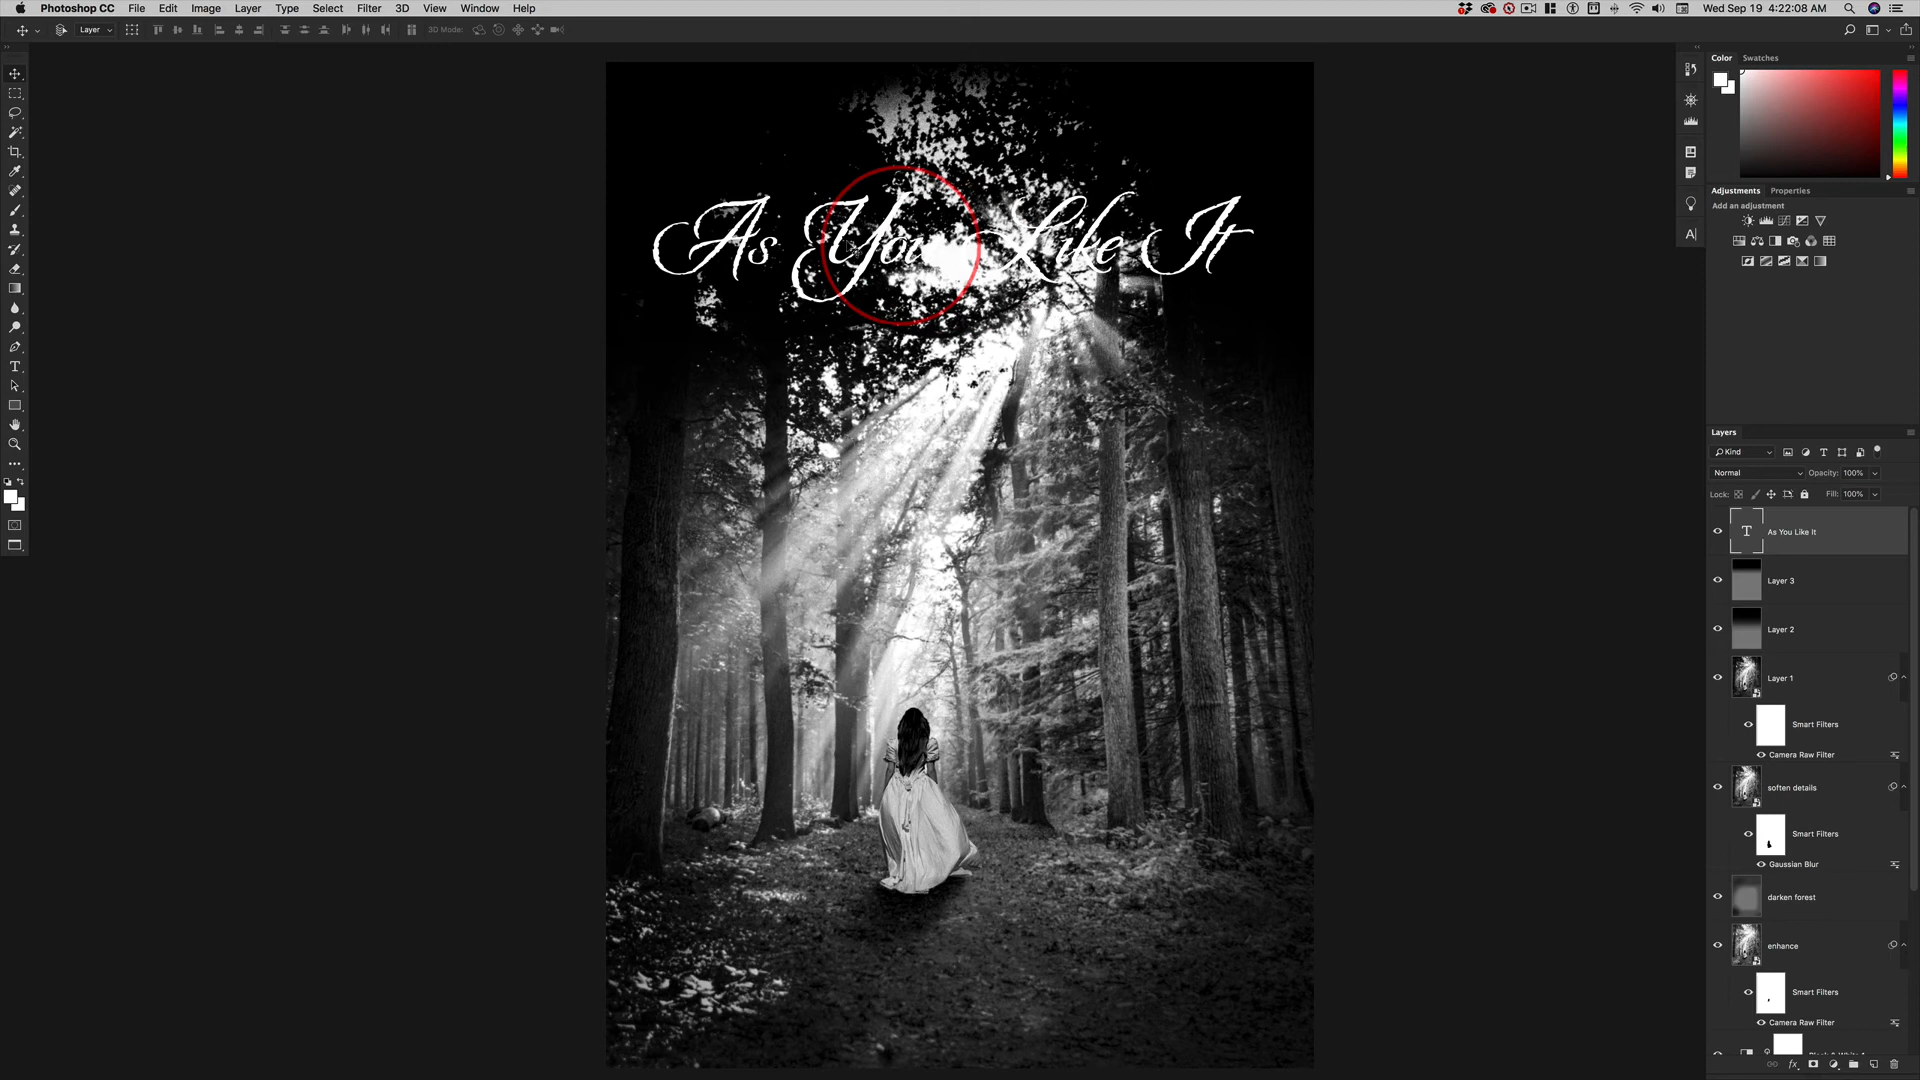 Photoshop CC File Edit Image Layer Type Select Filter 3D View Window Help
Wed Sep 19 4:22:08 AM
Layer
3D Mode:
Color Swatches
As You Like It
Adjustments Properties
Add an adjustment
A|
Layers
Kind
Normal Opacity: 100%
Lock: Fill: 100%
T As You Like It
Layer 3
Layer 2
Layer 1
Smart Filters
Camera Raw Filter
soften details
Smart Filters
Gaussian Blur
darken forest
enhance
Smart Filters
Camera Raw Filter
fx